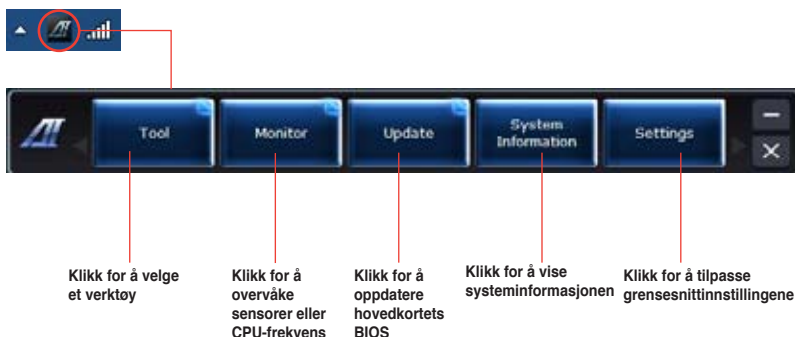 Tool
Monitor
Update
System
Information
Settings
Klikk for å velge
et verktøy
Klikk for å
overvåke
sensorer eller
CPU-frekvens
Klikk for å
oppdatere
hovedkortets
BIOS
Klikk for å vise
systeminformasjonen
Klikk for å tilpasse
grensesnittinnstillingene